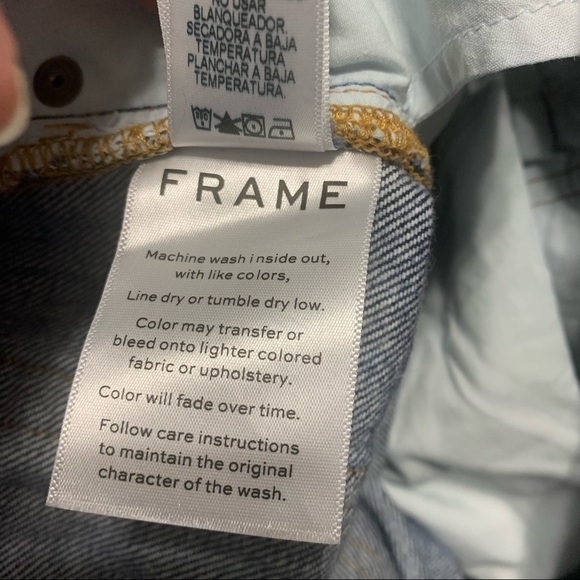 NO USAR
BLANQUEADOR.
SECADORA A BAJA
TEMPERATURA
PLANCHAR A BAJA
TEMPERATURA.
FRAME
Machine wash inside out,
with like colors,
Line dry or tumble dry low.
Color may transfer or
bleed onto lighter colored
fabric or upholstery.
Color will fade over time.
Follow care instructions
to maintain the original
character of the wash.